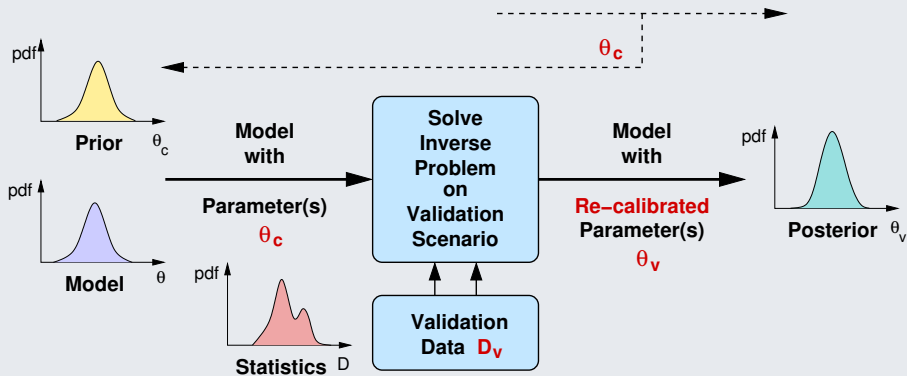 θc
pdf
Prior
θc
Model
with
Parameter(s)
θc
pdf
Model
θ
pdf
Statistics
D
Solve
Inverse
Problem
on
Validation
Scenario
Validation
Data Dv
Model
with
Re−calibrated
Parameter(s)
θv
pdf
Posterior
θv